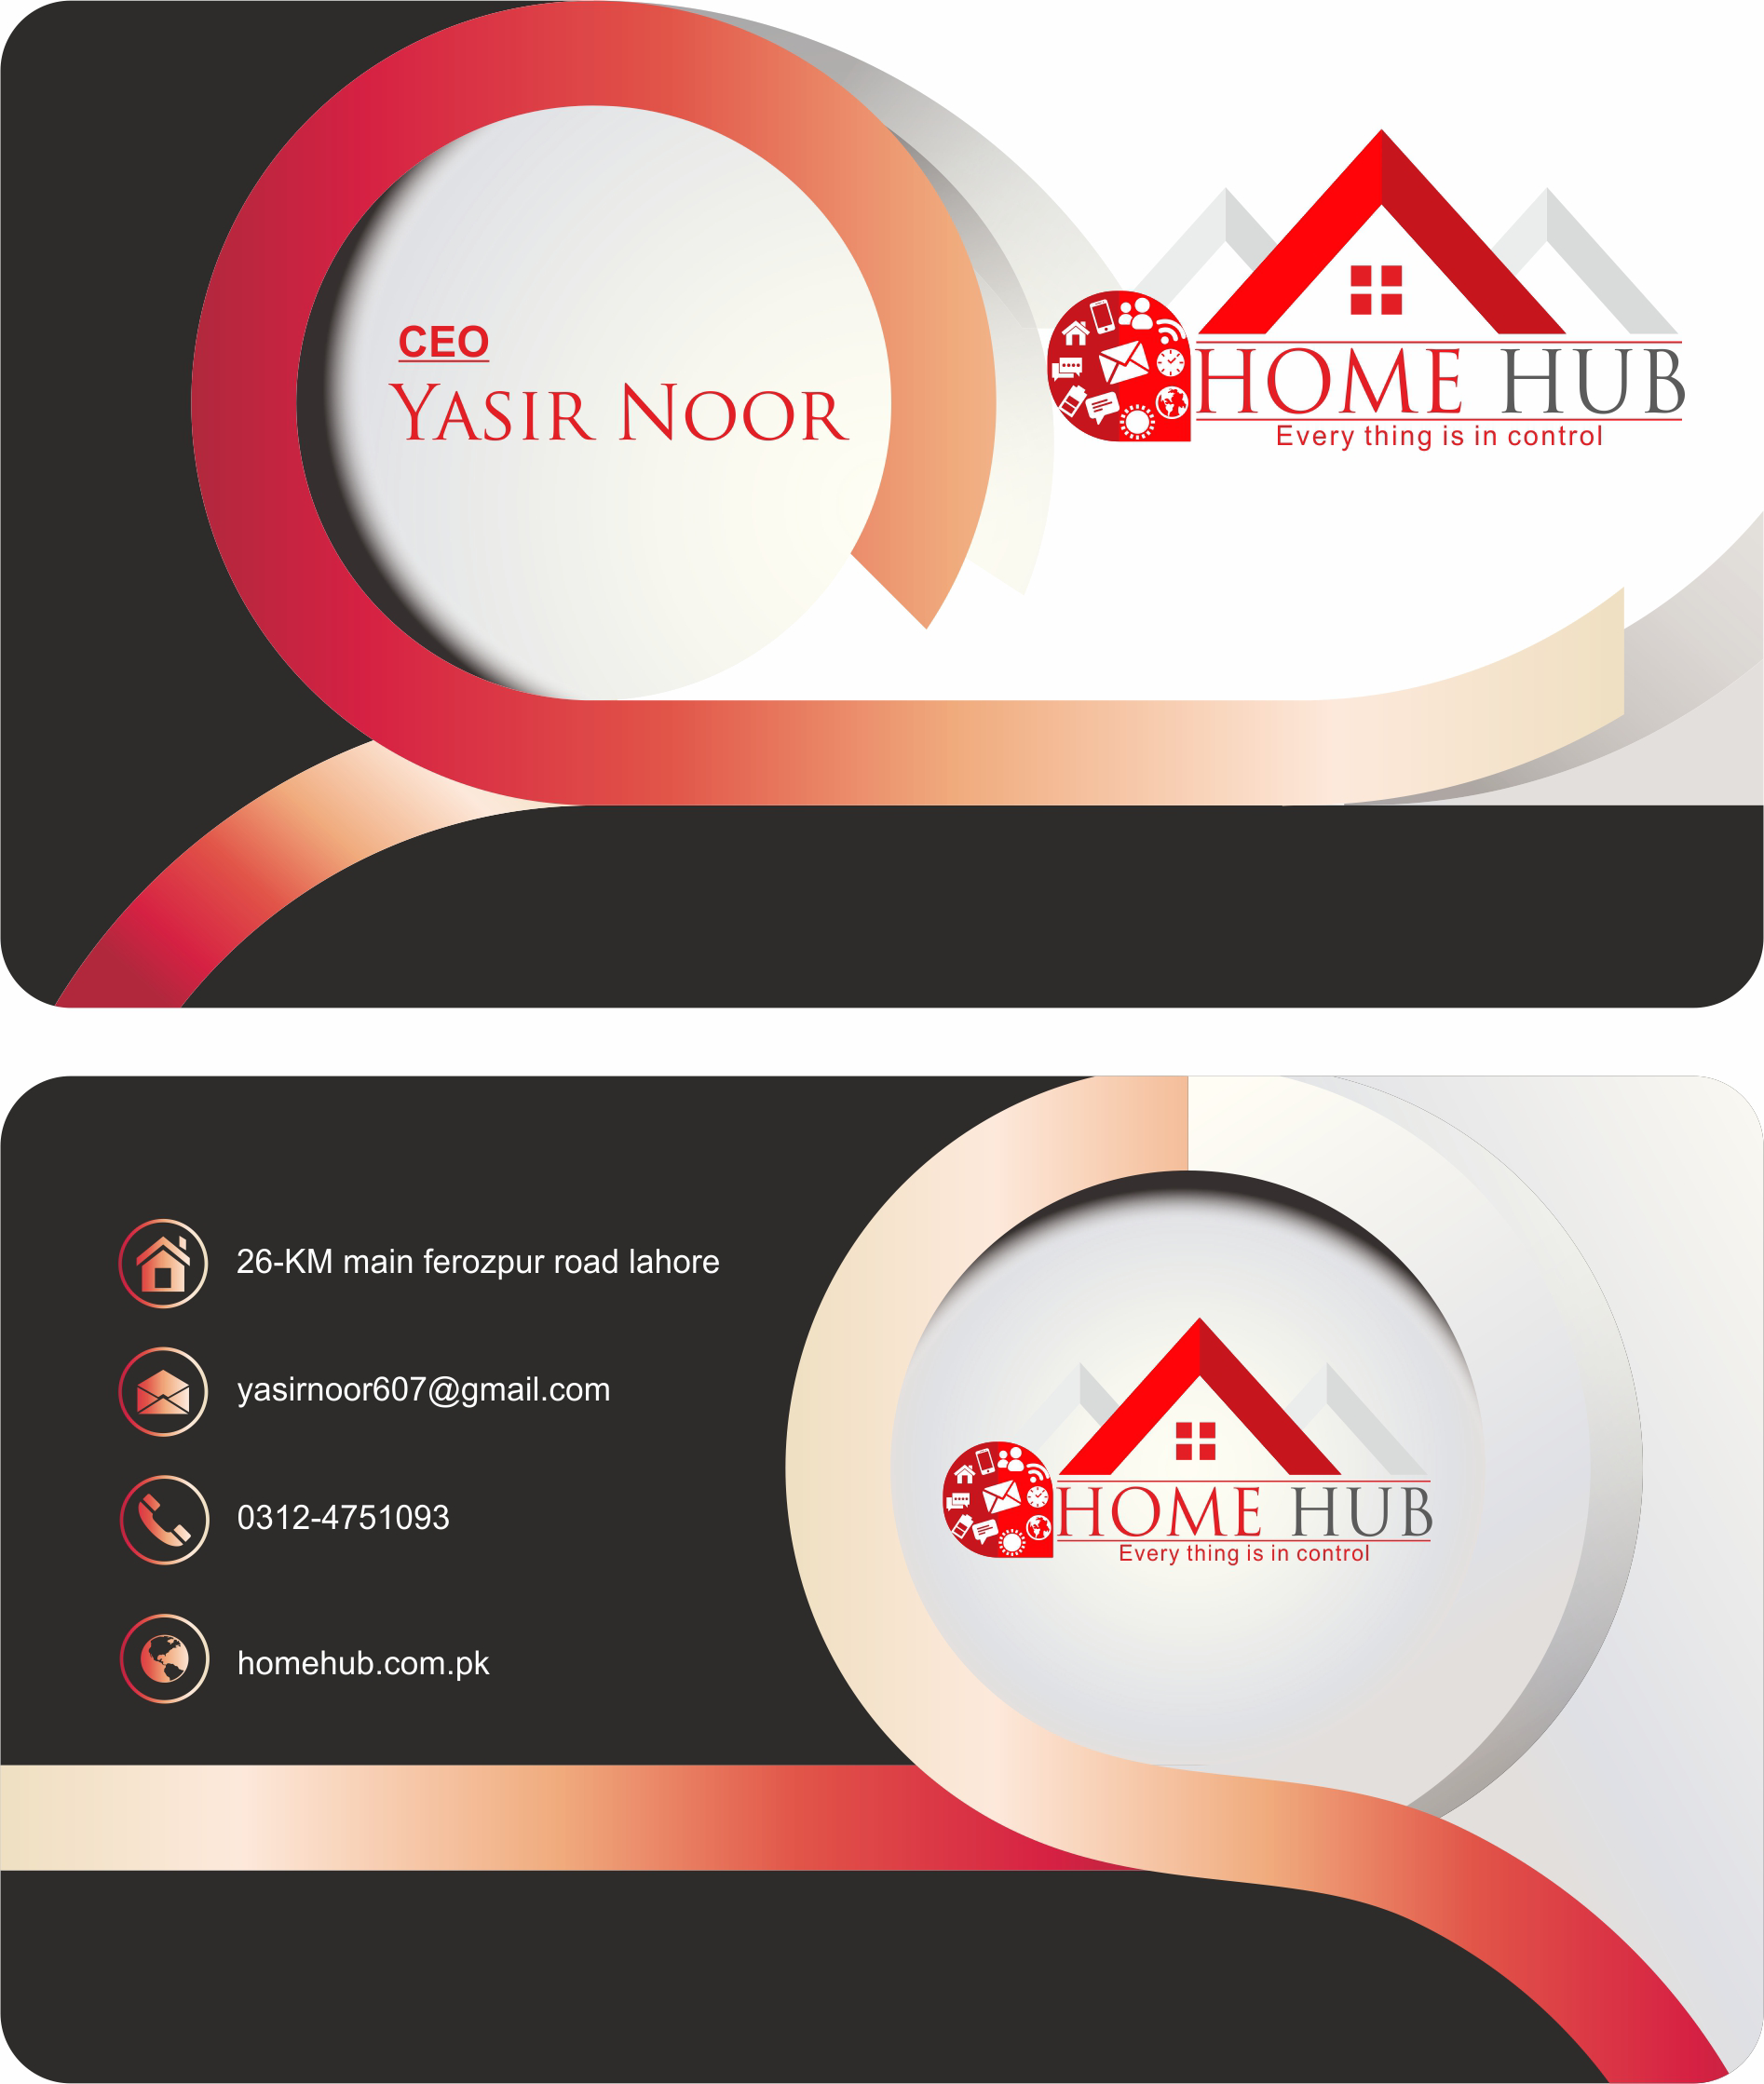 CEO
YASIR NOOR
HOME HUB
Every thing is in control
26-KM main ferozpur road lahore
yasirnoor607@gmail.com
0312-4751093
homehub.com.pk
HOME HUB
Every thing is in control